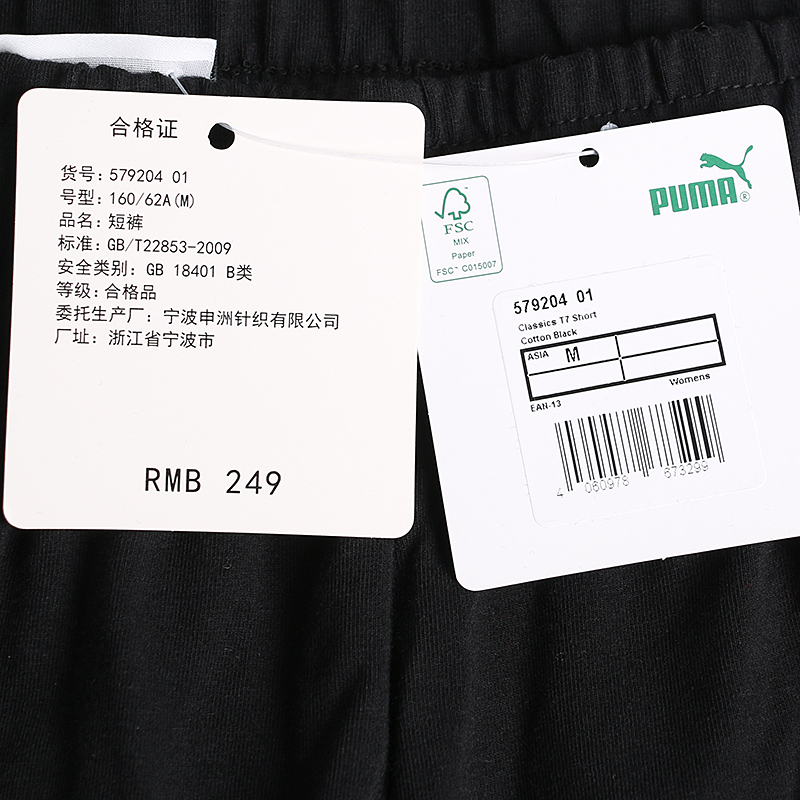 合格证
货号: 579204 01
号型: 160/62A(M)
品名: 短裤
标准: GB/T22853-2009
安全类别: GB 18401 B类
等级: 合格品
委托生产厂: 宁波申洲针织有限公司
厂址: 浙江省宁波市
RMB 249
PUMA®
FSC
MIX
Paper
FSC™ C015007
579204 01
Classics T7 Short
Cotton Black
ASIA M
Womens
EAN-13
4 060978 673299